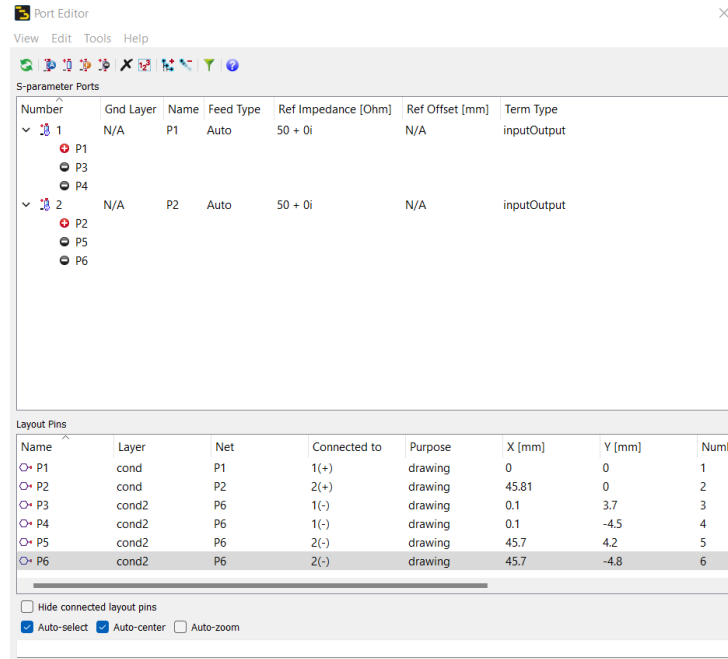 Port Editor
View Edit Tools Help
S-parameter Ports
Number Gnd Layer Name Feed Type Ref Impedance [Ohm] Ref Offset [mm] Term Type
1 N/A P1 Auto 50 + 0i N/A inputOutput
P1
P3
P4
2 N/A P2 Auto 50 + 0i N/A inputOutput
P2
P5
P6
Layout Pins
Name Layer Net Connected to Purpose X [mm] Y [mm] Numl
P1 cond P1 1(+) drawing 0 0 1
P2 cond P2 2(+) drawing 45.81 0 2
P3 cond2 P6 1(-) drawing 0.1 3.7 3
P4 cond2 P6 1(-) drawing 0.1 -4.5 4
P5 cond2 P6 2(-) drawing 45.7 4.2 5
P6 cond2 P6 2(-) drawing 45.7 -4.8 6
Hide connected layout pins
Auto-select Auto-center Auto-zoom